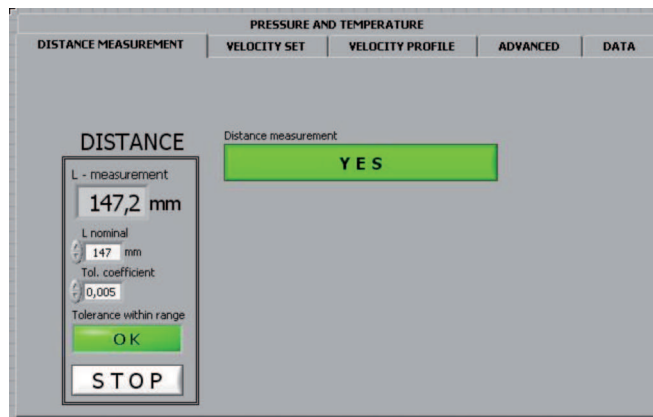 PRESSURE AND TEMPERATURE
DISTANCE MEASUREMENT VELOCITY SET VELOCITY PROFILE ADVANCED DATA
DISTANCE
Distance measurement
YES
L - measurement
147,2 mm
L nominal
147 mm
Tol. coefficient
0,005
Tolerance within range
OK
STOP